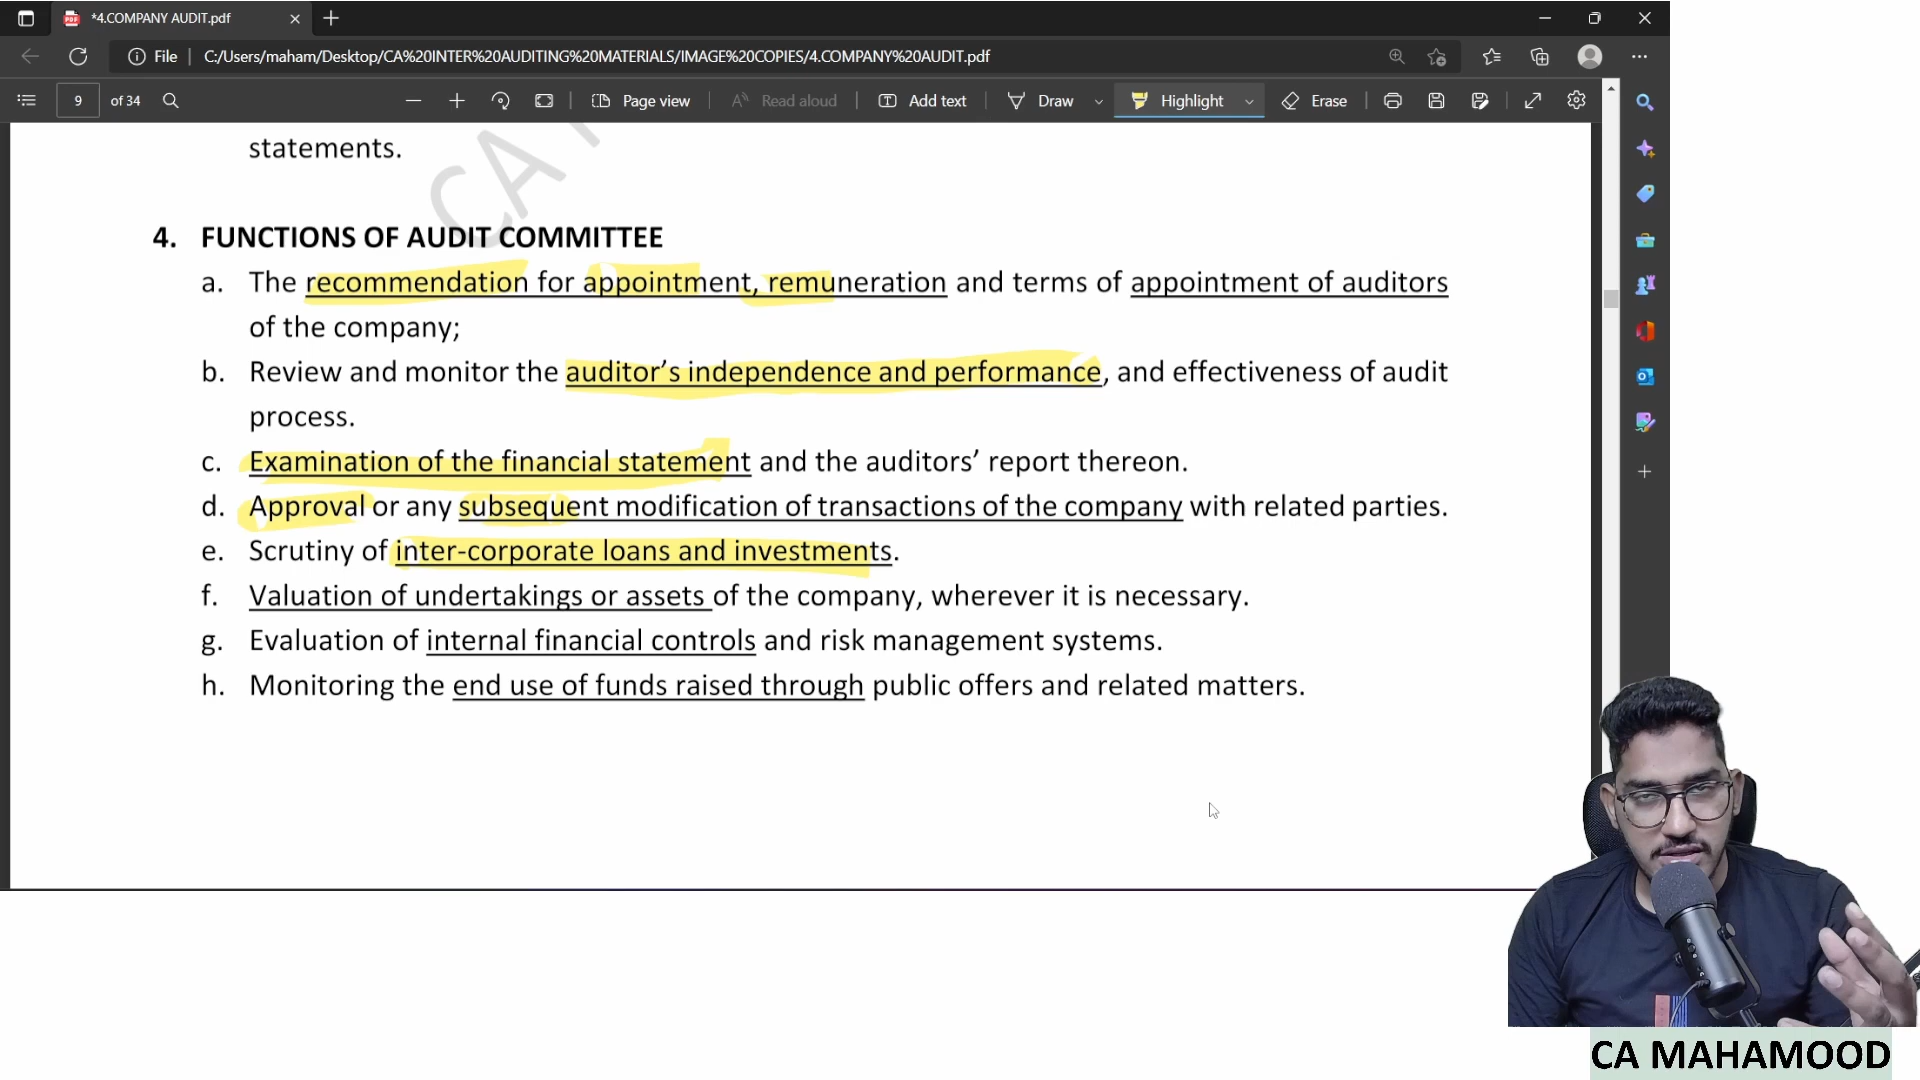 *4.COMPANY AUDIT.pdf
File
C:/Users/maham/Desktop/CA%20INTER%20AUDITING%20MATERIALS/IMAGE%20COPIES/4.COMPANY%20AUDIT.pdf
9 of 34
Page view
Read aloud
Add text
Draw
Highlight
Erase
statements.
4. FUNCTIONS OF AUDIT COMMITTEE
a. The recommendation for appointment, remuneration and terms of appointment of auditors
of the company;
b. Review and monitor the auditor’s independence and performance, and effectiveness of audit
process.
c. Examination of the financial statement and the auditors’ report thereon.
d. Approval or any subsequent modification of transactions of the company with related parties.
e. Scrutiny of inter-corporate loans and investments.
f. Valuation of undertakings or assets of the company, wherever it is necessary.
g. Evaluation of internal financial controls and risk management systems.
h. Monitoring the end use of funds raised through public offers and related matters.
CA MAHAMOOD